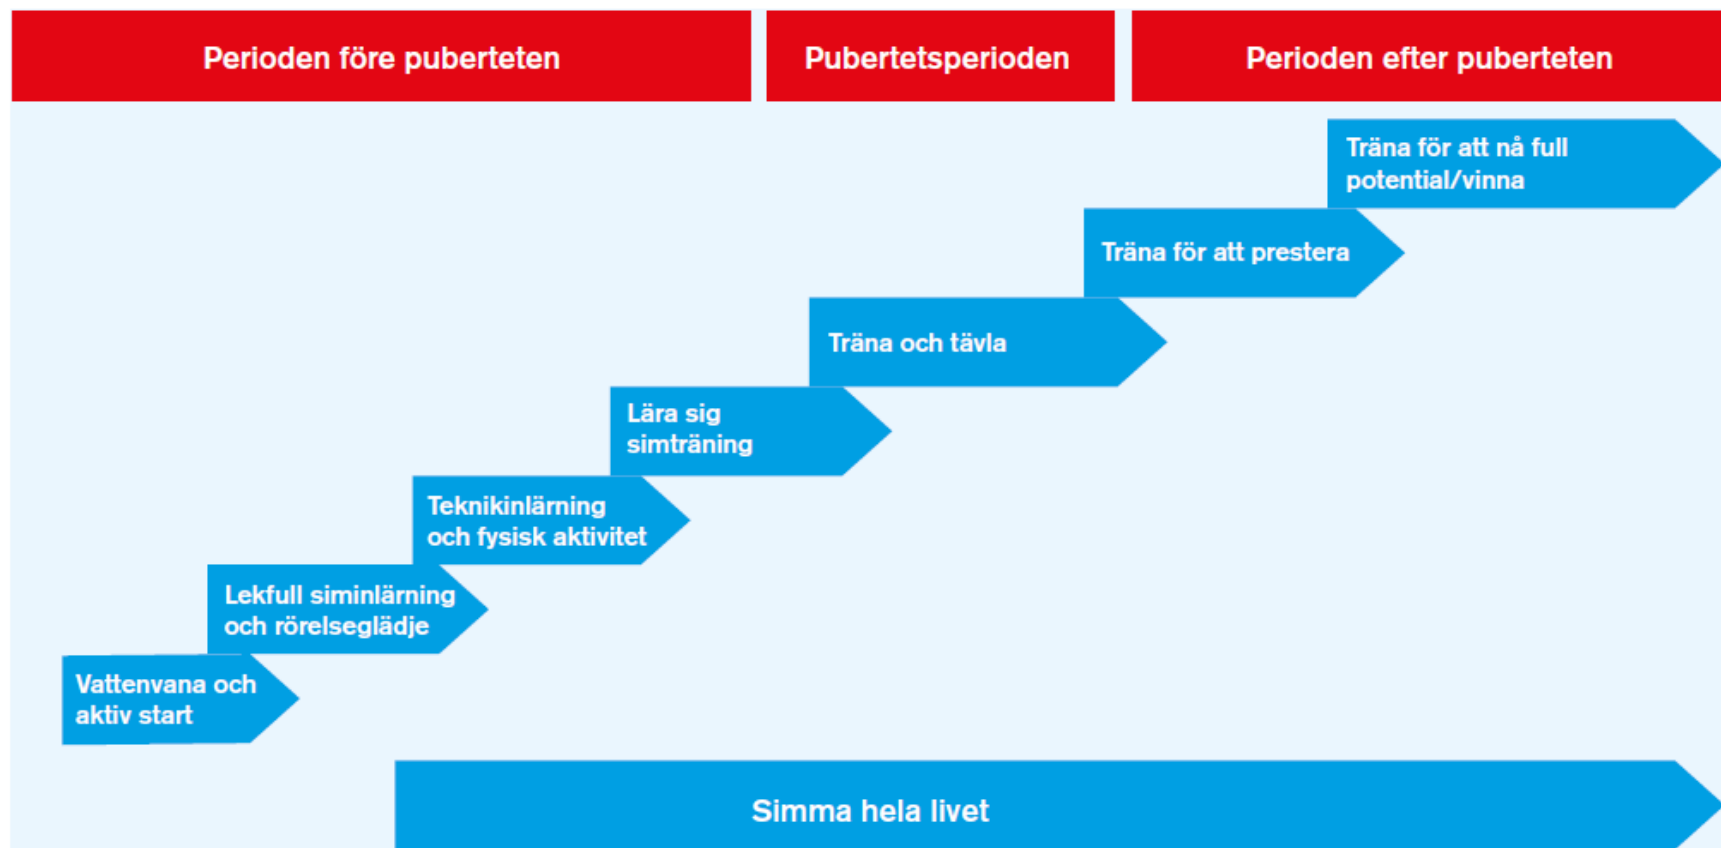 Perioden före puberteten
Pubertetsperioden
Perioden efter puberteten
Träna för att nå full
potential/vinna
Träna för att prestera
Träna och tävla
Lära sig
simträning
Teknikinlärning
och fysisk aktivitet
Lekfull siminlärning
och rörelseglädje
Vattenvana och
aktiv start
Simma hela livet